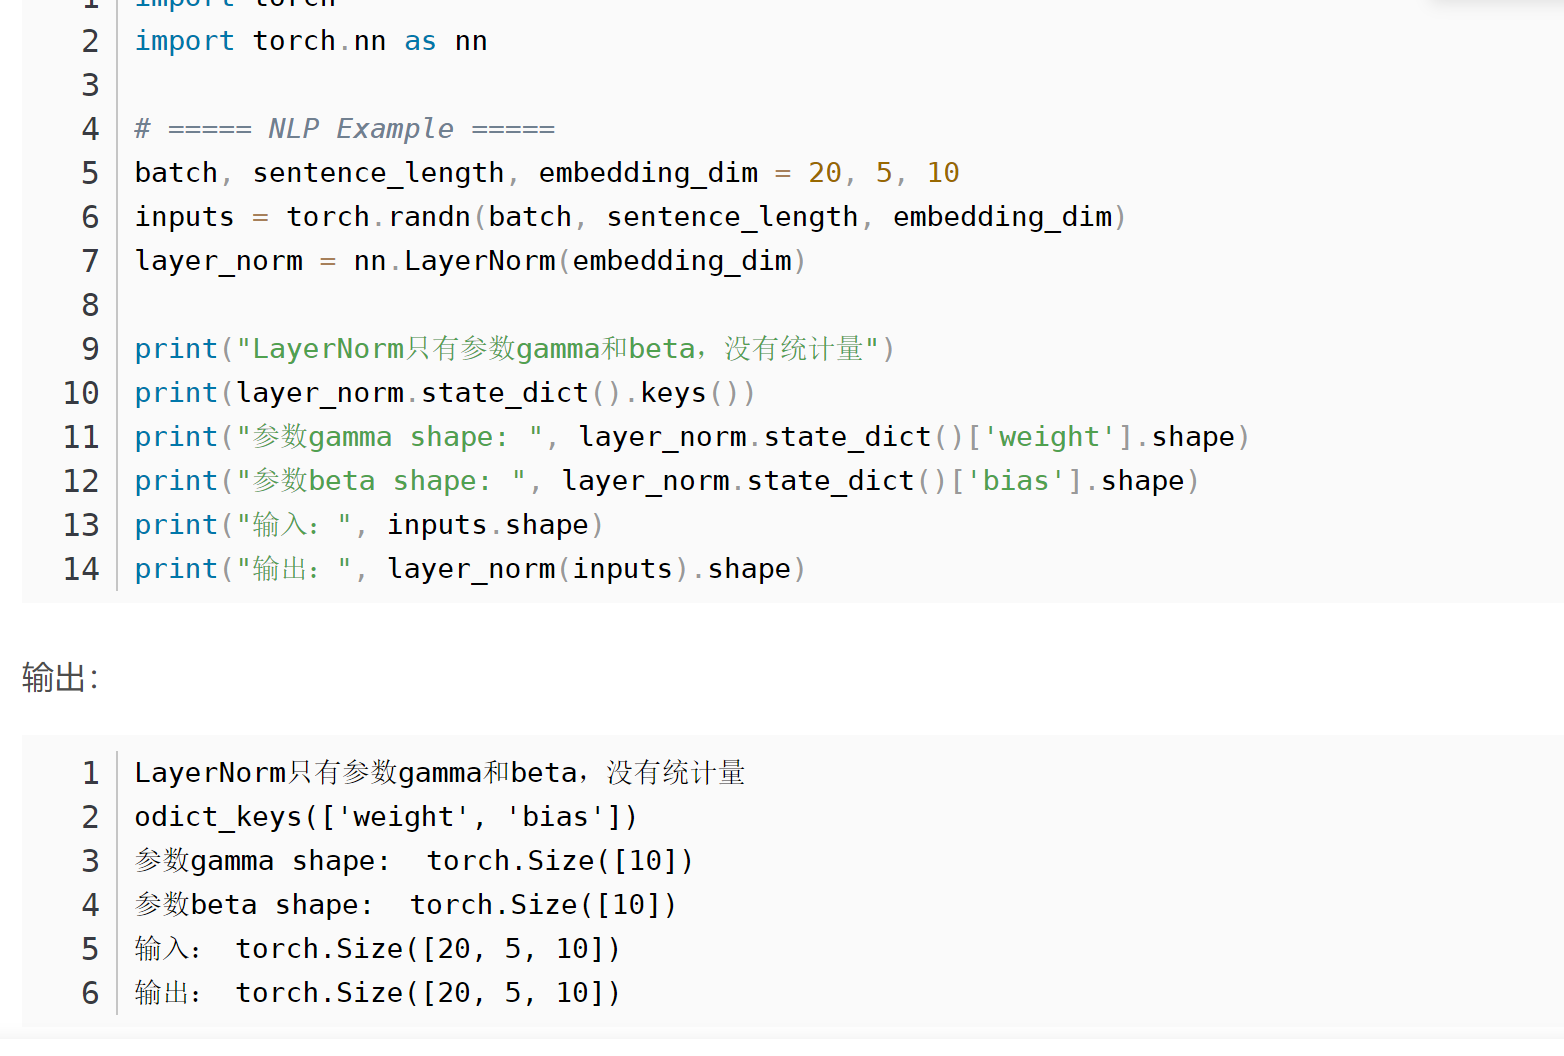 1 import torch
2 import torch.nn as nn
3
4 # ===== NLP Example =====
5 batch, sentence_length, embedding_dim = 20, 5, 10
6 inputs = torch.randn(batch, sentence_length, embedding_dim)
7 layer_norm = nn.LayerNorm(embedding_dim)
8
9 print("LayerNorm只有参数gamma和beta，没有统计量")
10 print(layer_norm.state_dict().keys())
11 print("参数gamma shape: ", layer_norm.state_dict()['weight'].shape)
12 print("参数beta shape: ", layer_norm.state_dict()['bias'].shape)
13 print("输入：", inputs.shape)
14 print("输出：", layer_norm(inputs).shape)
输出：
1 LayerNorm只有参数gamma和beta，没有统计量
2 odict_keys(['weight', 'bias'])
3 参数gamma shape:  torch.Size([10])
4 参数beta shape:  torch.Size([10])
5 输入： torch.Size([20, 5, 10])
6 输出： torch.Size([20, 5, 10])